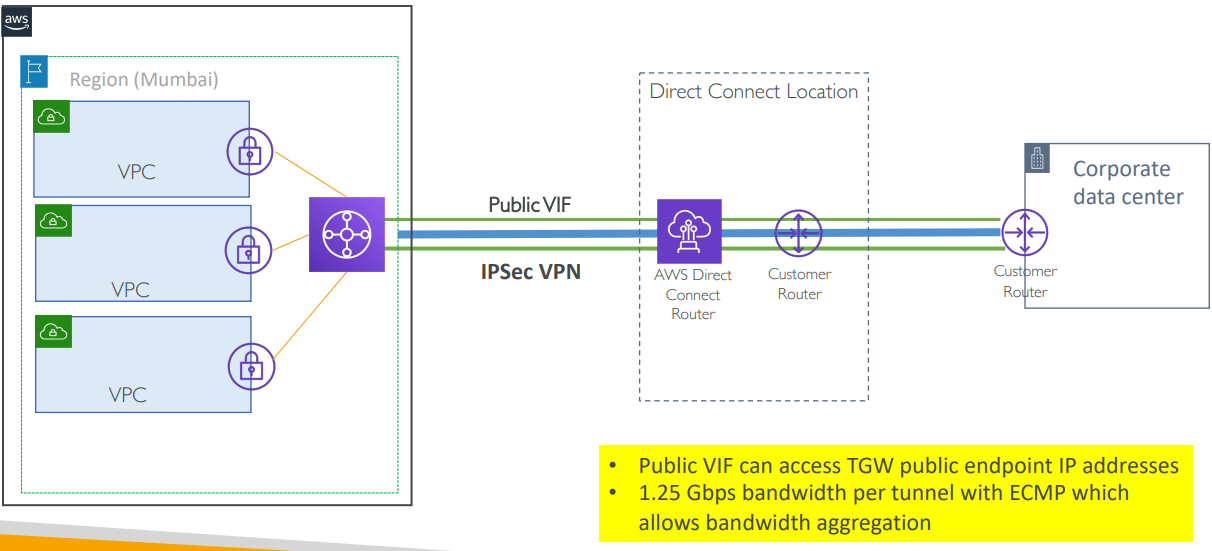 aws
Region (Mumbai)
VPC
VPC
VPC
Public VIF
IPSec VPN
Direct Connect Location
AWS Direct
Connect
Router
Customer
Router
Customer
Router
Corporate
data center
• Public VIF can access TGW public endpoint IP addresses
• 1.25 Gbps bandwidth per tunnel with ECMP which
allows bandwidth aggregation